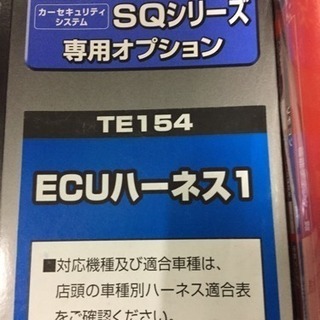 カーセキュリティ
システム
SQシリーズ
専用オプション
TE154
ECUハーネス1
■対応機種及び適合車種は、
店頭の車種別ハーネス適合表
をご確認ください。